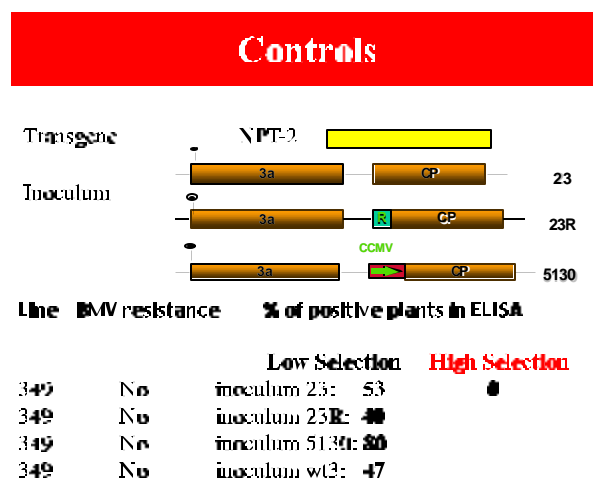 Controls
Transgene NPT-2
3a CP 23
Inoculum
3a R CP 23R
CCMV
3a CP 5130
Line BMV resistance % of positive plants in ELISA
Low Selection High Selection
349 No inoculum 23: 53 0
349 No inoculum 23R: 40
349 No inoculum 5130: 80
349 No inoculum wt3: 47